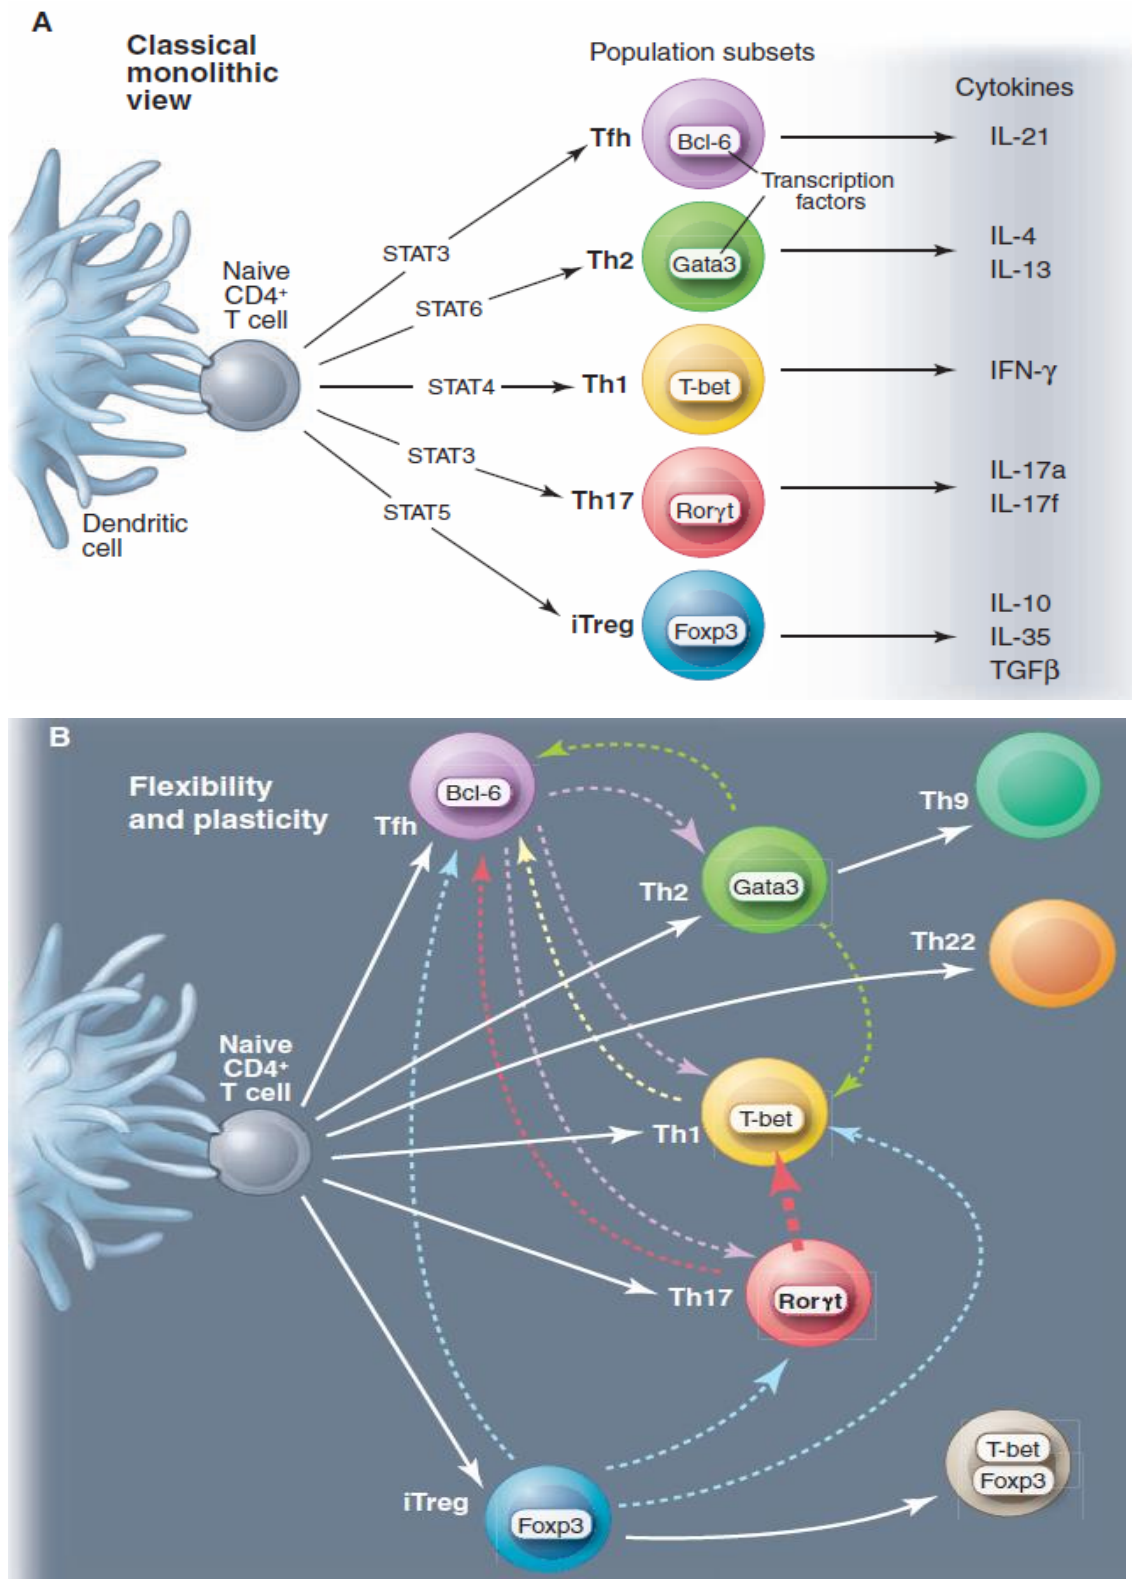 A
Classical
monolithic
view
Population subsets
Cytokines
Tfh
Bcl-6
IL-21
Transcription
factors
STAT3
Th2
Gata3
IL-4
IL-13
Naive
CD4+
T cell
STAT6
STAT4
Th1
T-bet
IFN-γ
STAT3
Th17
Rorγt
IL-17a
IL-17f
STAT5
Dendritic
cell
iTreg
Foxp3
IL-10
IL-35
TGFβ
B
Flexibility
and plasticity
Bcl-6
Tfh
Th9
Th2
Gata3
Th22
Naive
CD4+
T cell
Th1
T-bet
Th17
Rorγt
T-bet
Foxp3
iTreg
Foxp3